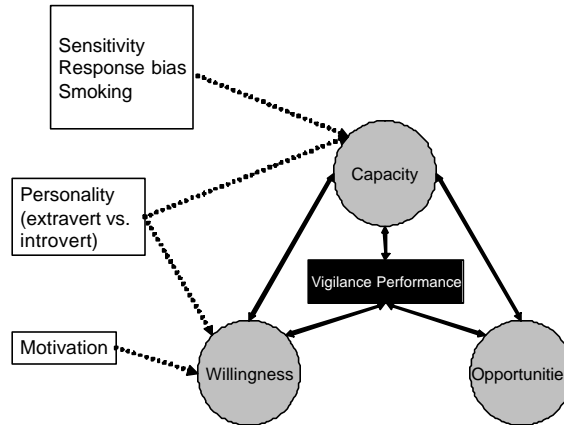 Sensitivity
Response bias
Smoking
Capacity
Personality
(extravert vs.
introvert)
Vigilance Performance
Motivation
Willingness
Opportunitie